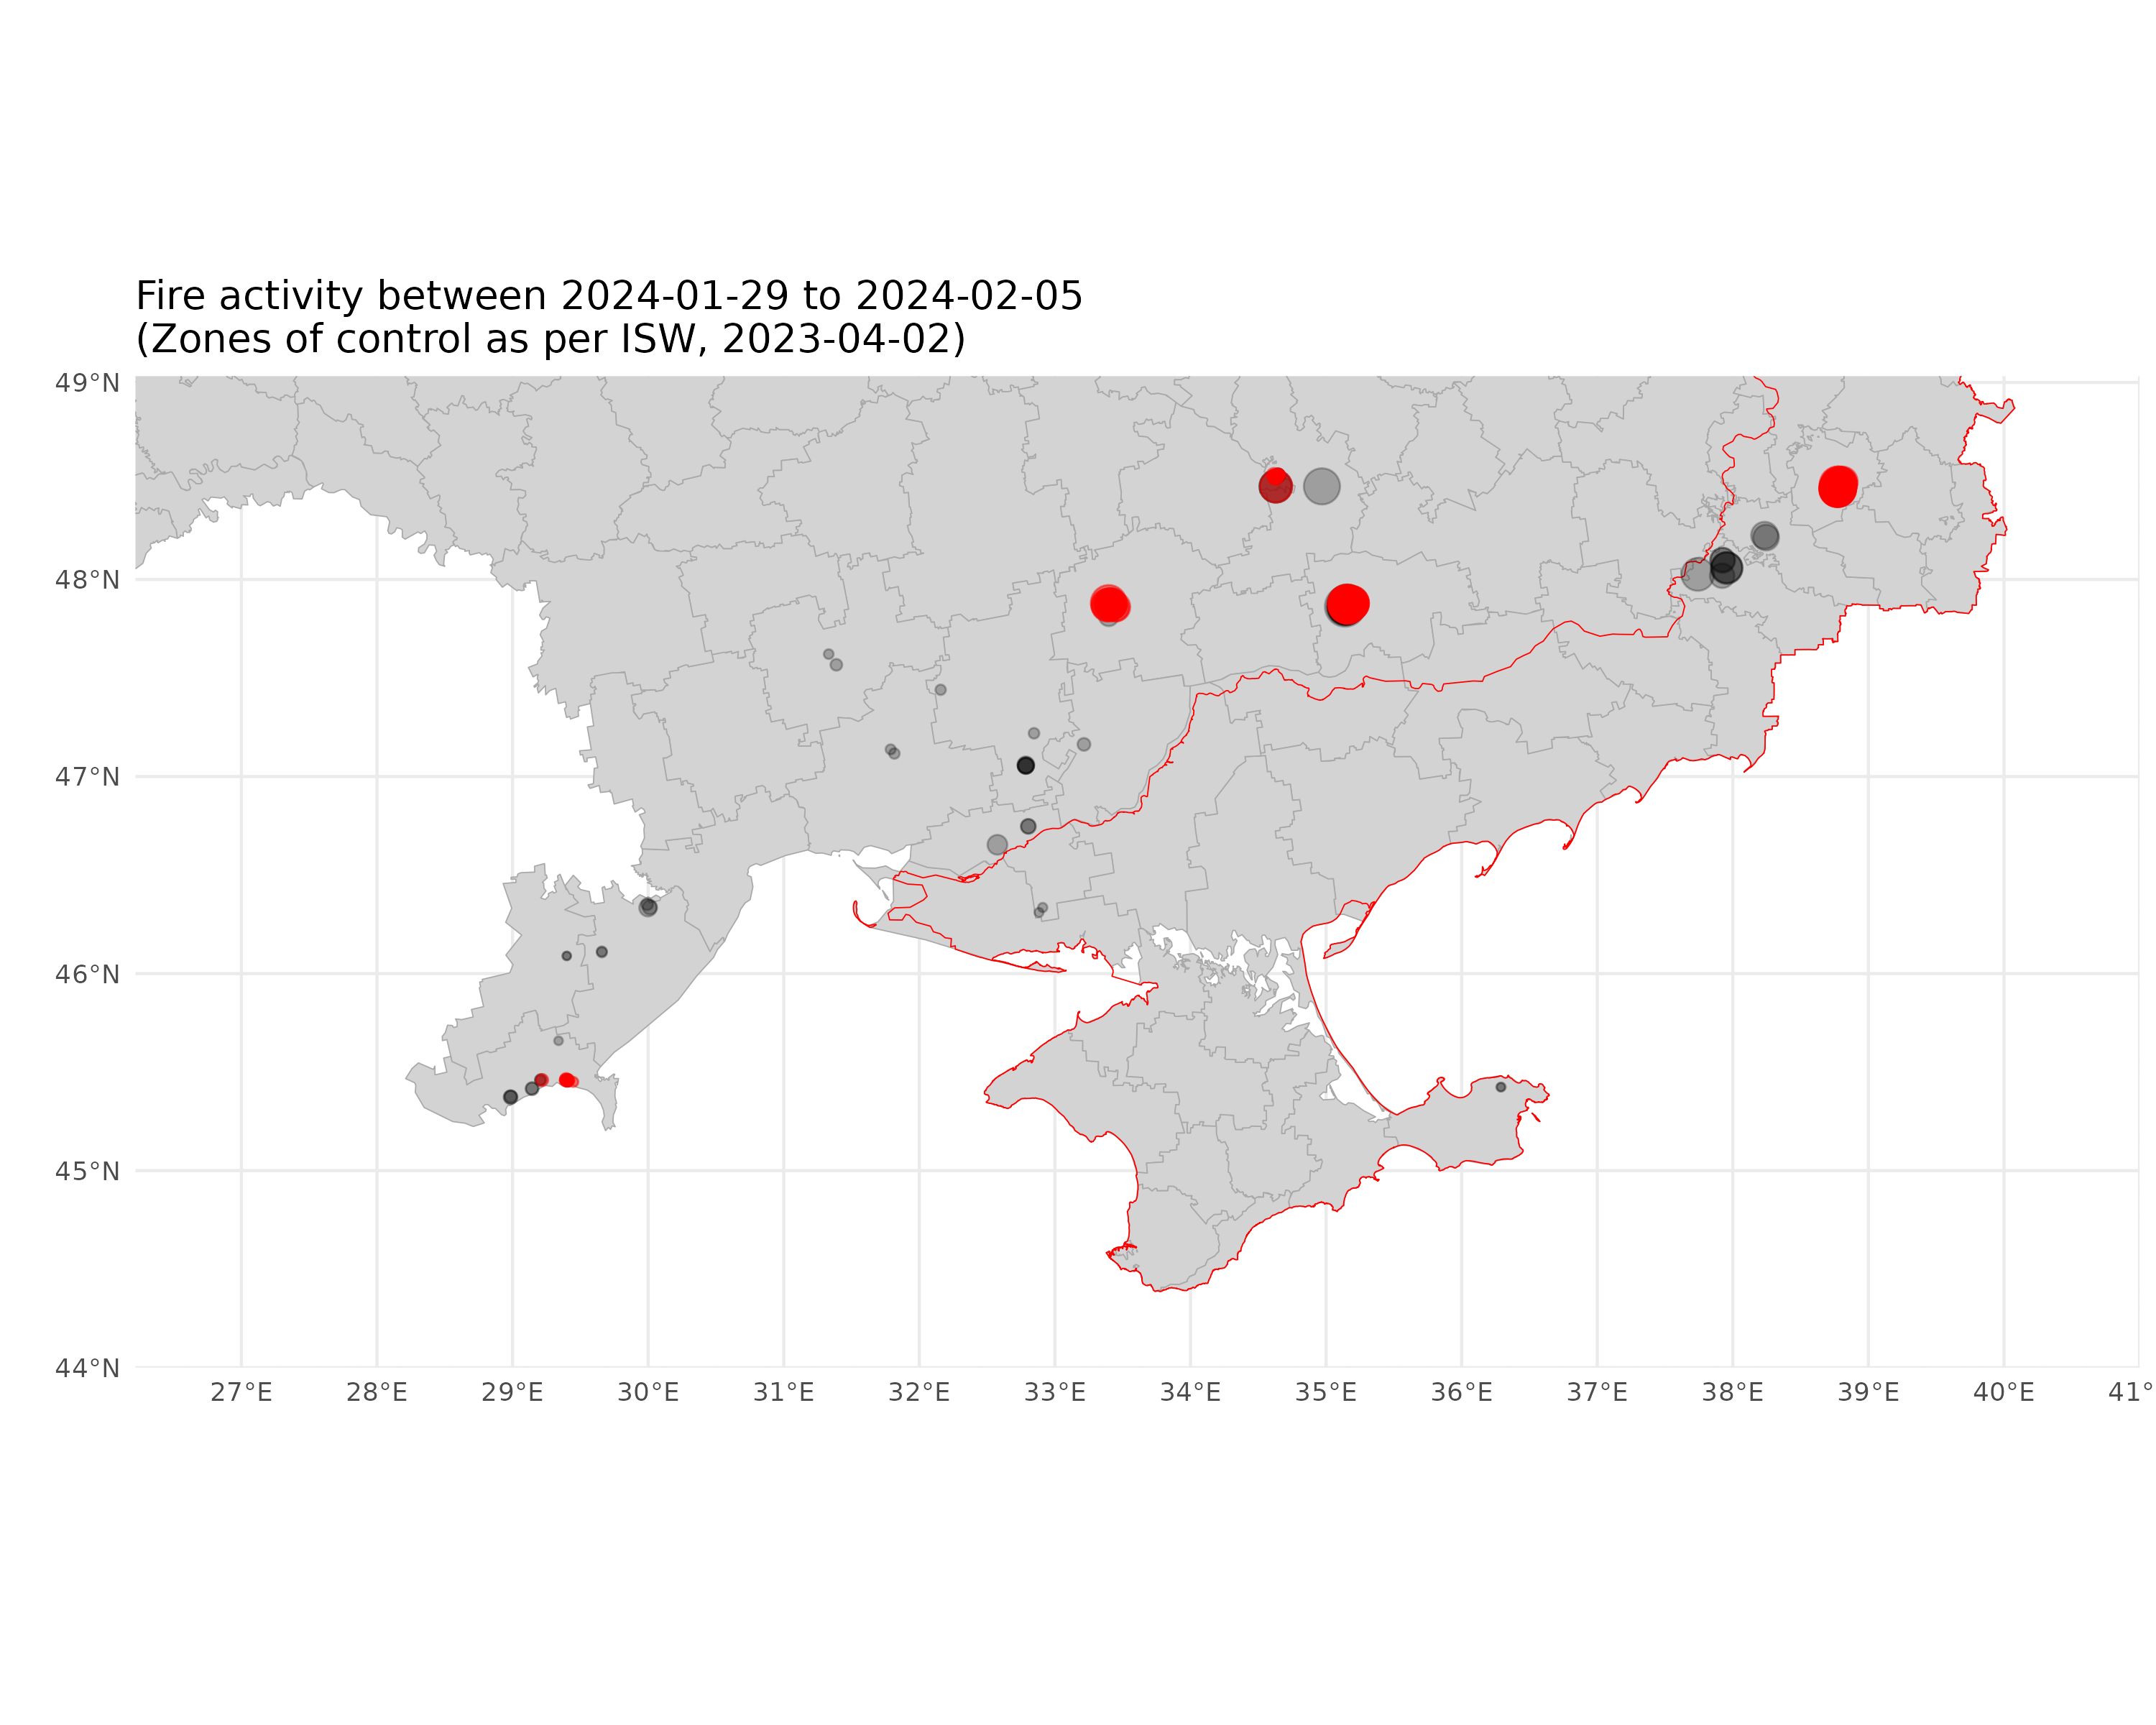 Fire activity between 2024-01-29 to 2024-02-05
(Zones of control as per ISW, 2023-04-02)
49°N
48°N
47°N
46°N
45°N
44°N
27°E 28°E 29°E 30°E 31°E 32°E 33°E 34°E 35°E 36°E 37°E 38°E 39°E 40°E 41°